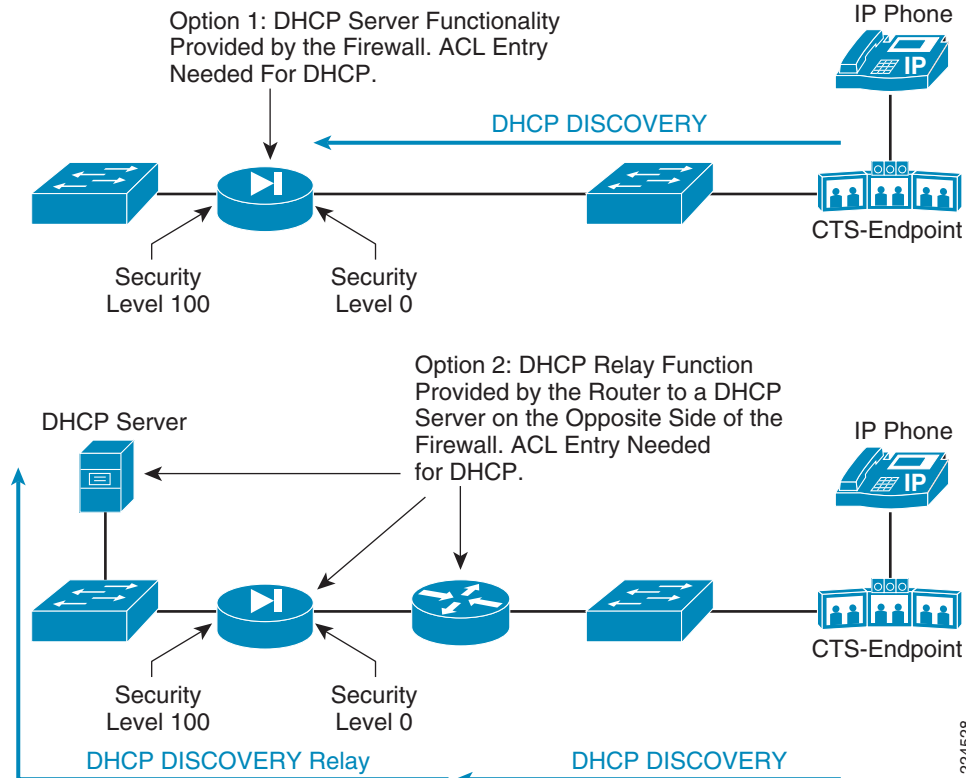 Option 1: DHCP Server Functionality
Provided by the Firewall. ACL Entry
Needed For DHCP.
IP Phone
IP
DHCP DISCOVERY
CTS-Endpoint
Security
Level 100
Security
Level 0
Option 2: DHCP Relay Function
Provided by the Router to a DHCP
Server on the Opposite Side of the
Firewall. ACL Entry Needed
for DHCP.
DHCP Server
IP Phone
IP
CTS-Endpoint
Security
Level 100
Security
Level 0
DHCP DISCOVERY Relay
DHCP DISCOVERY